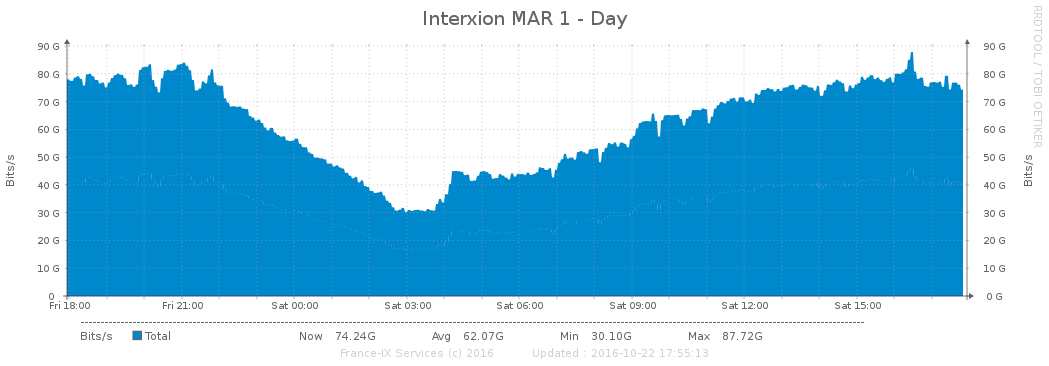 Interxion MAR 1 - Day
RRDTOOL / TOBI OETIKER
Bits/s
90 G
80 G
70 G
60 G
50 G
40 G
30 G
20 G
10 G
0
90 G
80 G
70 G
60 G
50 G
40 G
30 G
20 G
10 G
0 G
Bits/s
Fri 18:00 Fri 21:00 Sat 00:00 Sat 03:00 Sat 06:00 Sat 09:00 Sat 12:00 Sat 15:00
Bits/s Total Now 74.24G Avg 62.07G Min 30.10G Max 87.72G
France-IX Services (c) 2016 Updated : 2016-10-22 17:55:13